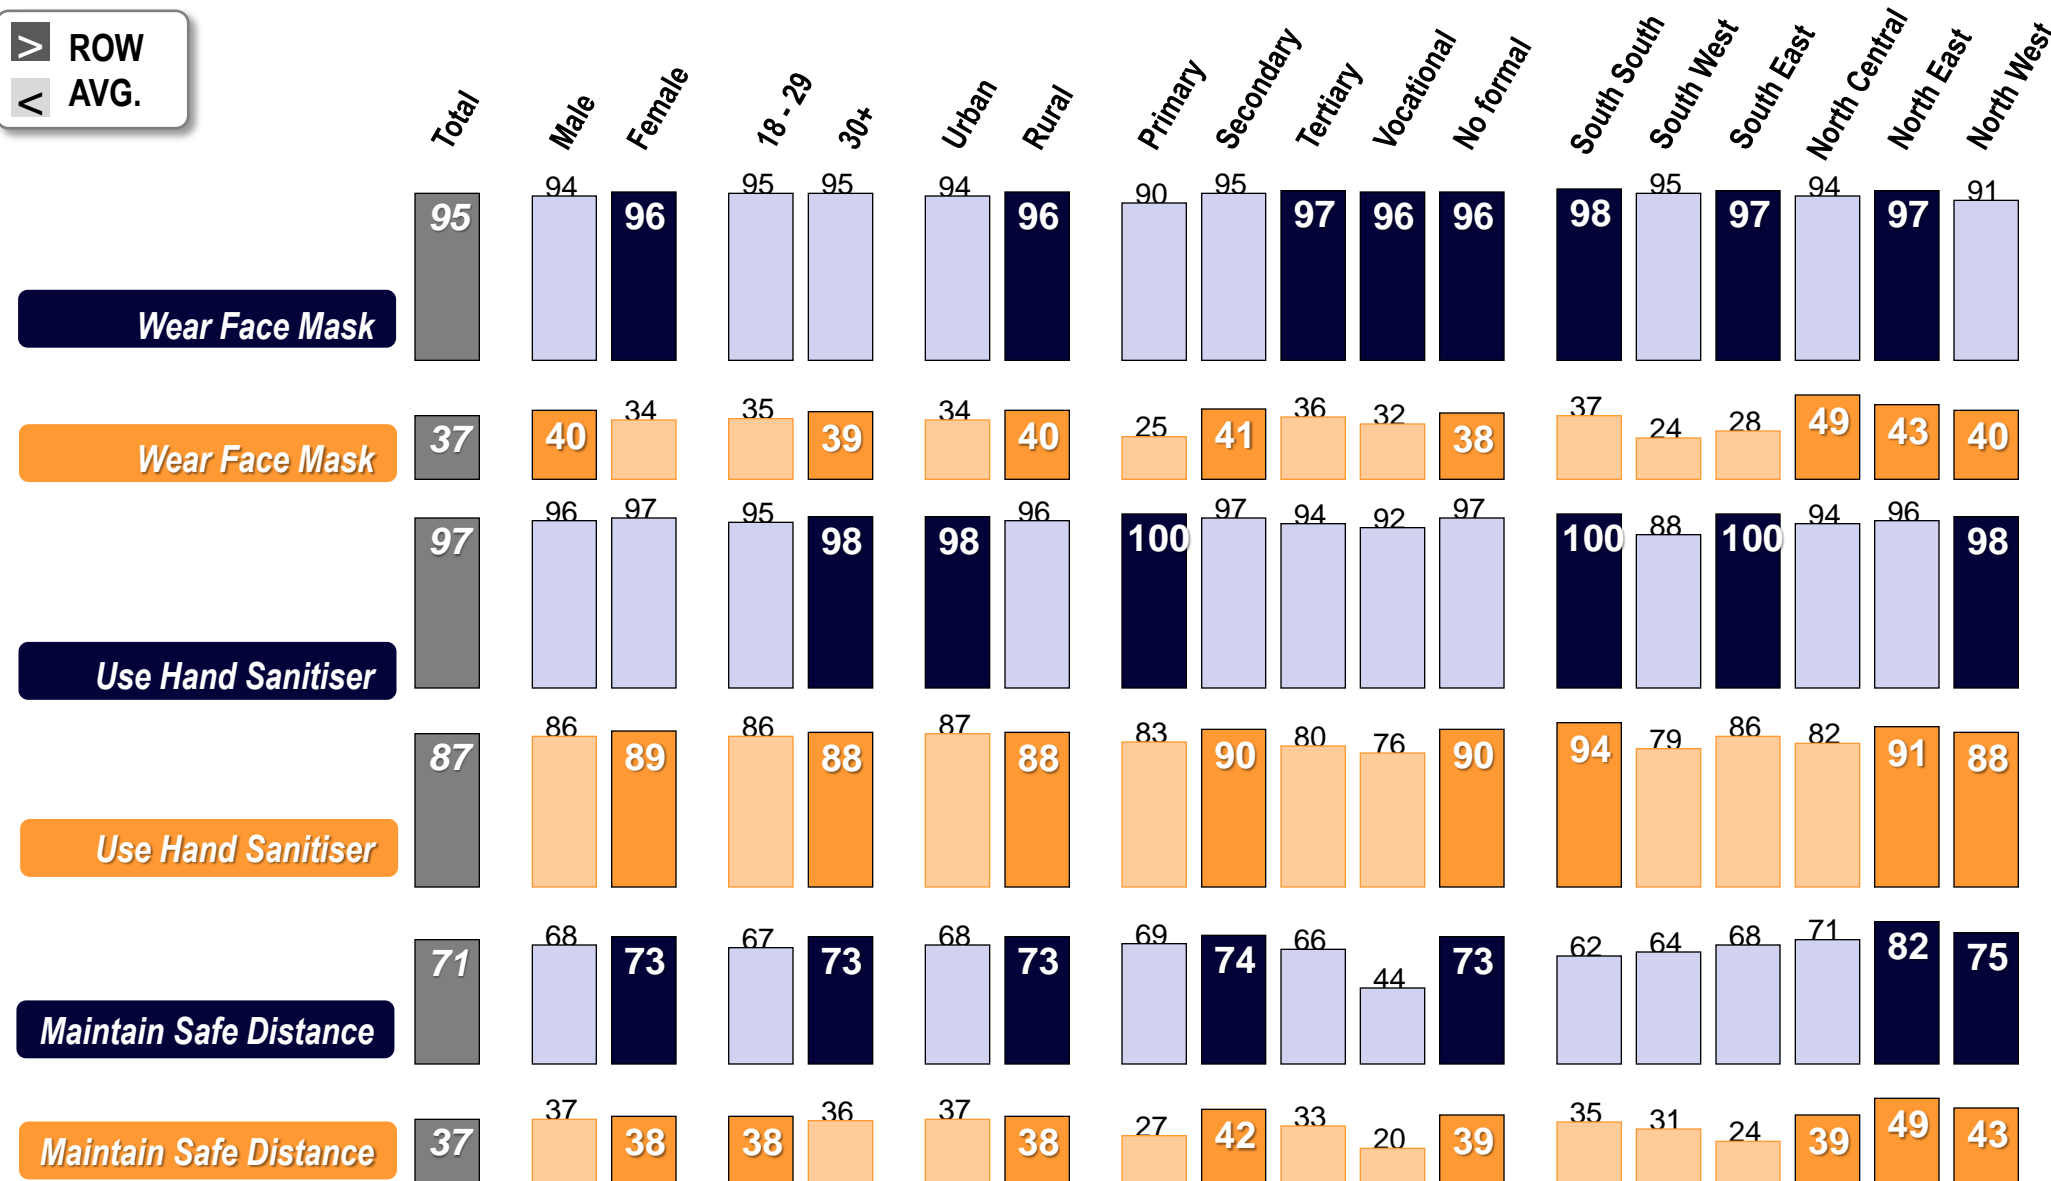 > ROW
< AVG.
Total Male Female 18 - 29 30+ Urban Rural Primary Secondary Tertiary Vocational No formal South South South West South East North Central North East North West
Wear Face Mask 95 94 96 95 95 94 96 90 95 97 96 96 98 95 97 94 97 91
Wear Face Mask 37 40 34 35 39 34 40 25 41 36 32 38 37 24 28 49 43 40
Use Hand Sanitiser 97 96 97 95 98 98 96 100 97 94 92 97 100 88 100 94 96 98
Use Hand Sanitiser 87 86 89 86 88 87 88 83 90 80 76 90 94 79 86 82 91 88
Maintain Safe Distance 71 68 73 67 73 68 73 69 74 66 44 73 62 64 68 71 82 75
Maintain Safe Distance 37 37 38 38 36 37 38 27 42 33 20 39 35 31 24 39 49 43